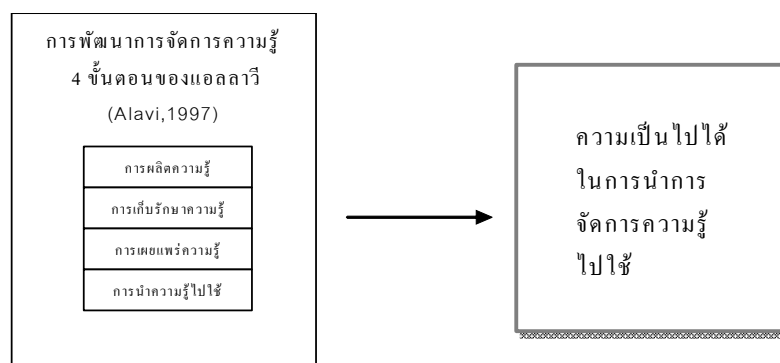 การพัฒนาการจัดการความรู้
4 ขั้นตอนของแอลลาวี
(Alavi,1997)
การผลิตความรู้
การเก็บรักษาความรู้
การเผยแพร่ความรู้
การนำความรู้ไปใช้
ความเป็นไปได้
ในการนำการ
จัดการความรู้
ไปใช้